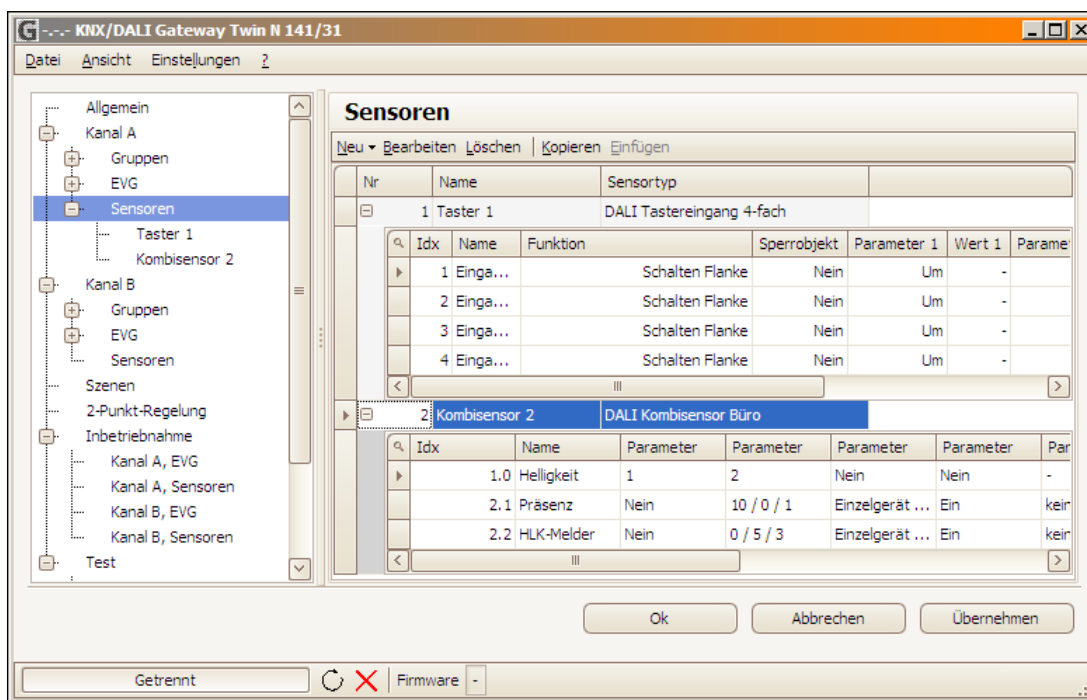 G -.-.- KNX/DALI Gateway Twin N 141/31
Datei Ansicht Einstellungen ?
Allgemein
Kanal A
Gruppen
EVG
Sensoren
Taster 1
Kombisensor 2
Kanal B
Gruppen
EVG
Sensoren
Szenen
2-Punkt-Regelung
Inbetriebnahme
Kanal A, EVG
Kanal A, Sensoren
Kanal B, EVG
Kanal B, Sensoren
Test
Sensoren
Neu Bearbeiten Löschen Kopieren Einfügen
Nr Name Sensortyp
1 Taster 1 DALI Tastereingang 4-fach
Idx Name Funktion Sperrobjekt Parameter 1 Wert 1 Paramet
1 Einga... Schalten Flanke Nein Um -
2 Einga... Schalten Flanke Nein Um -
3 Einga... Schalten Flanke Nein Um -
4 Einga... Schalten Flanke Nein Um -
2 Kombisensor 2 DALI Kombisensor Büro
Idx Name Parameter Parameter Parameter Parameter Par
1.0 Helligkeit 1 2 Nein Nein -
2.1 Präsenz Nein 10 / 0 / 1 Einzelgerät ... Ein kein
2.2 HLK-Melder Nein 0 / 5 / 3 Einzelgerät ... Ein kein
Ok Abbrechen Übernehmen
Getrennt Firmware -